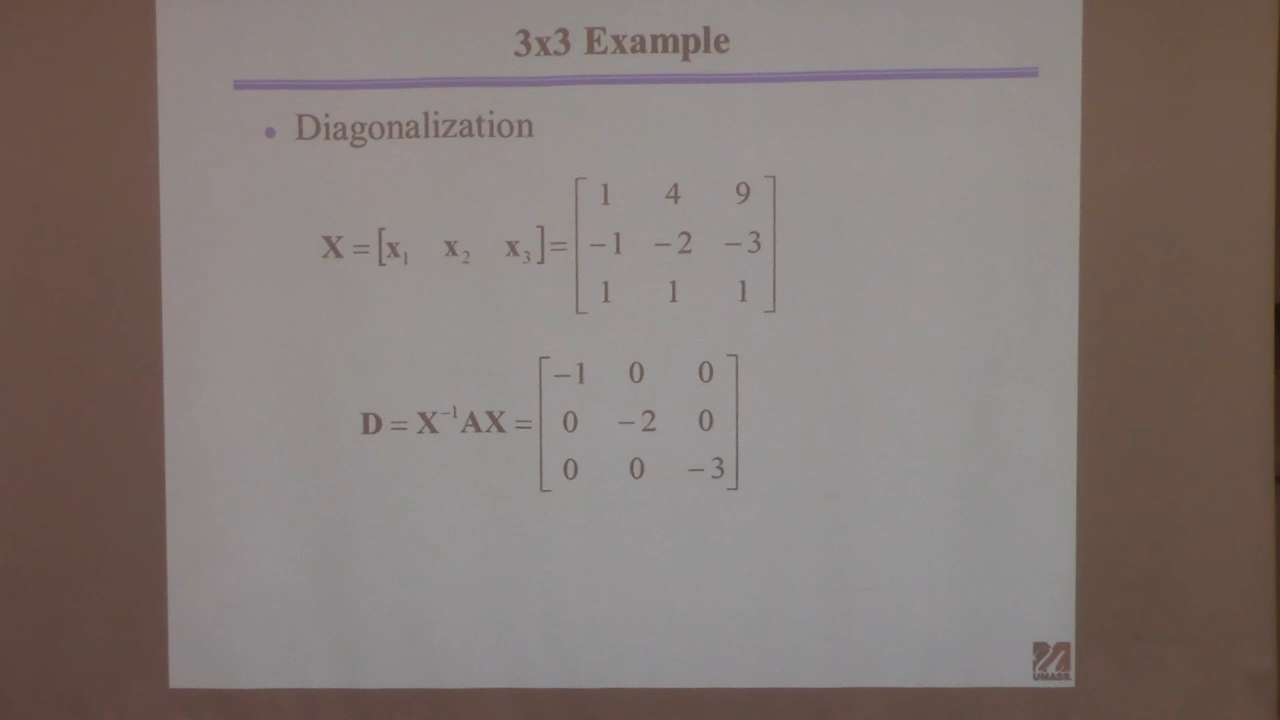 3x3 Example
• Diagonalization
X = [x₁ x₂ x₃] = [1 4 9
−1 −2 −3
1 1 1]
D = X⁻¹AX = [−1 0 0
0 −2 0
0 0 −3]
UMASS